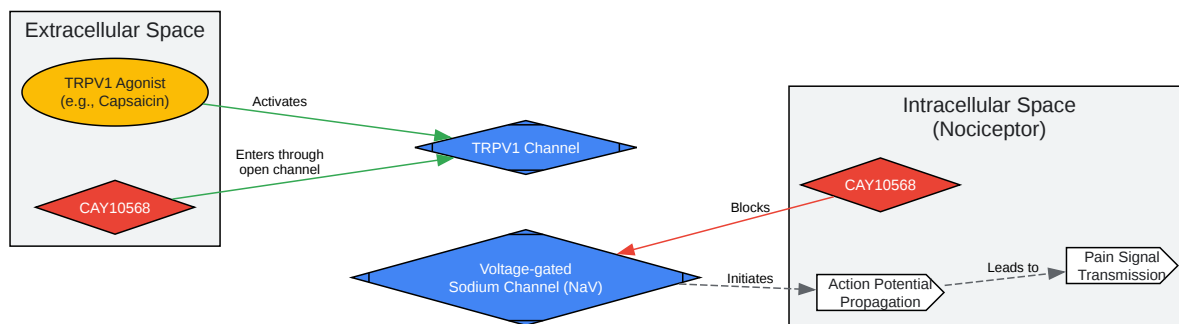 Extracellular Space
TRPV1 Agonist
(e.g., Capsaicin)
CAY10568
Activates
Enters through
open channel
TRPV1 Channel
Voltage-gated
Sodium Channel (NaV)
Blocks
Initiates
Intracellular Space
(Nociceptor)
CAY10568
Action Potential
Propagation
Leads to
Pain Signal
Transmission